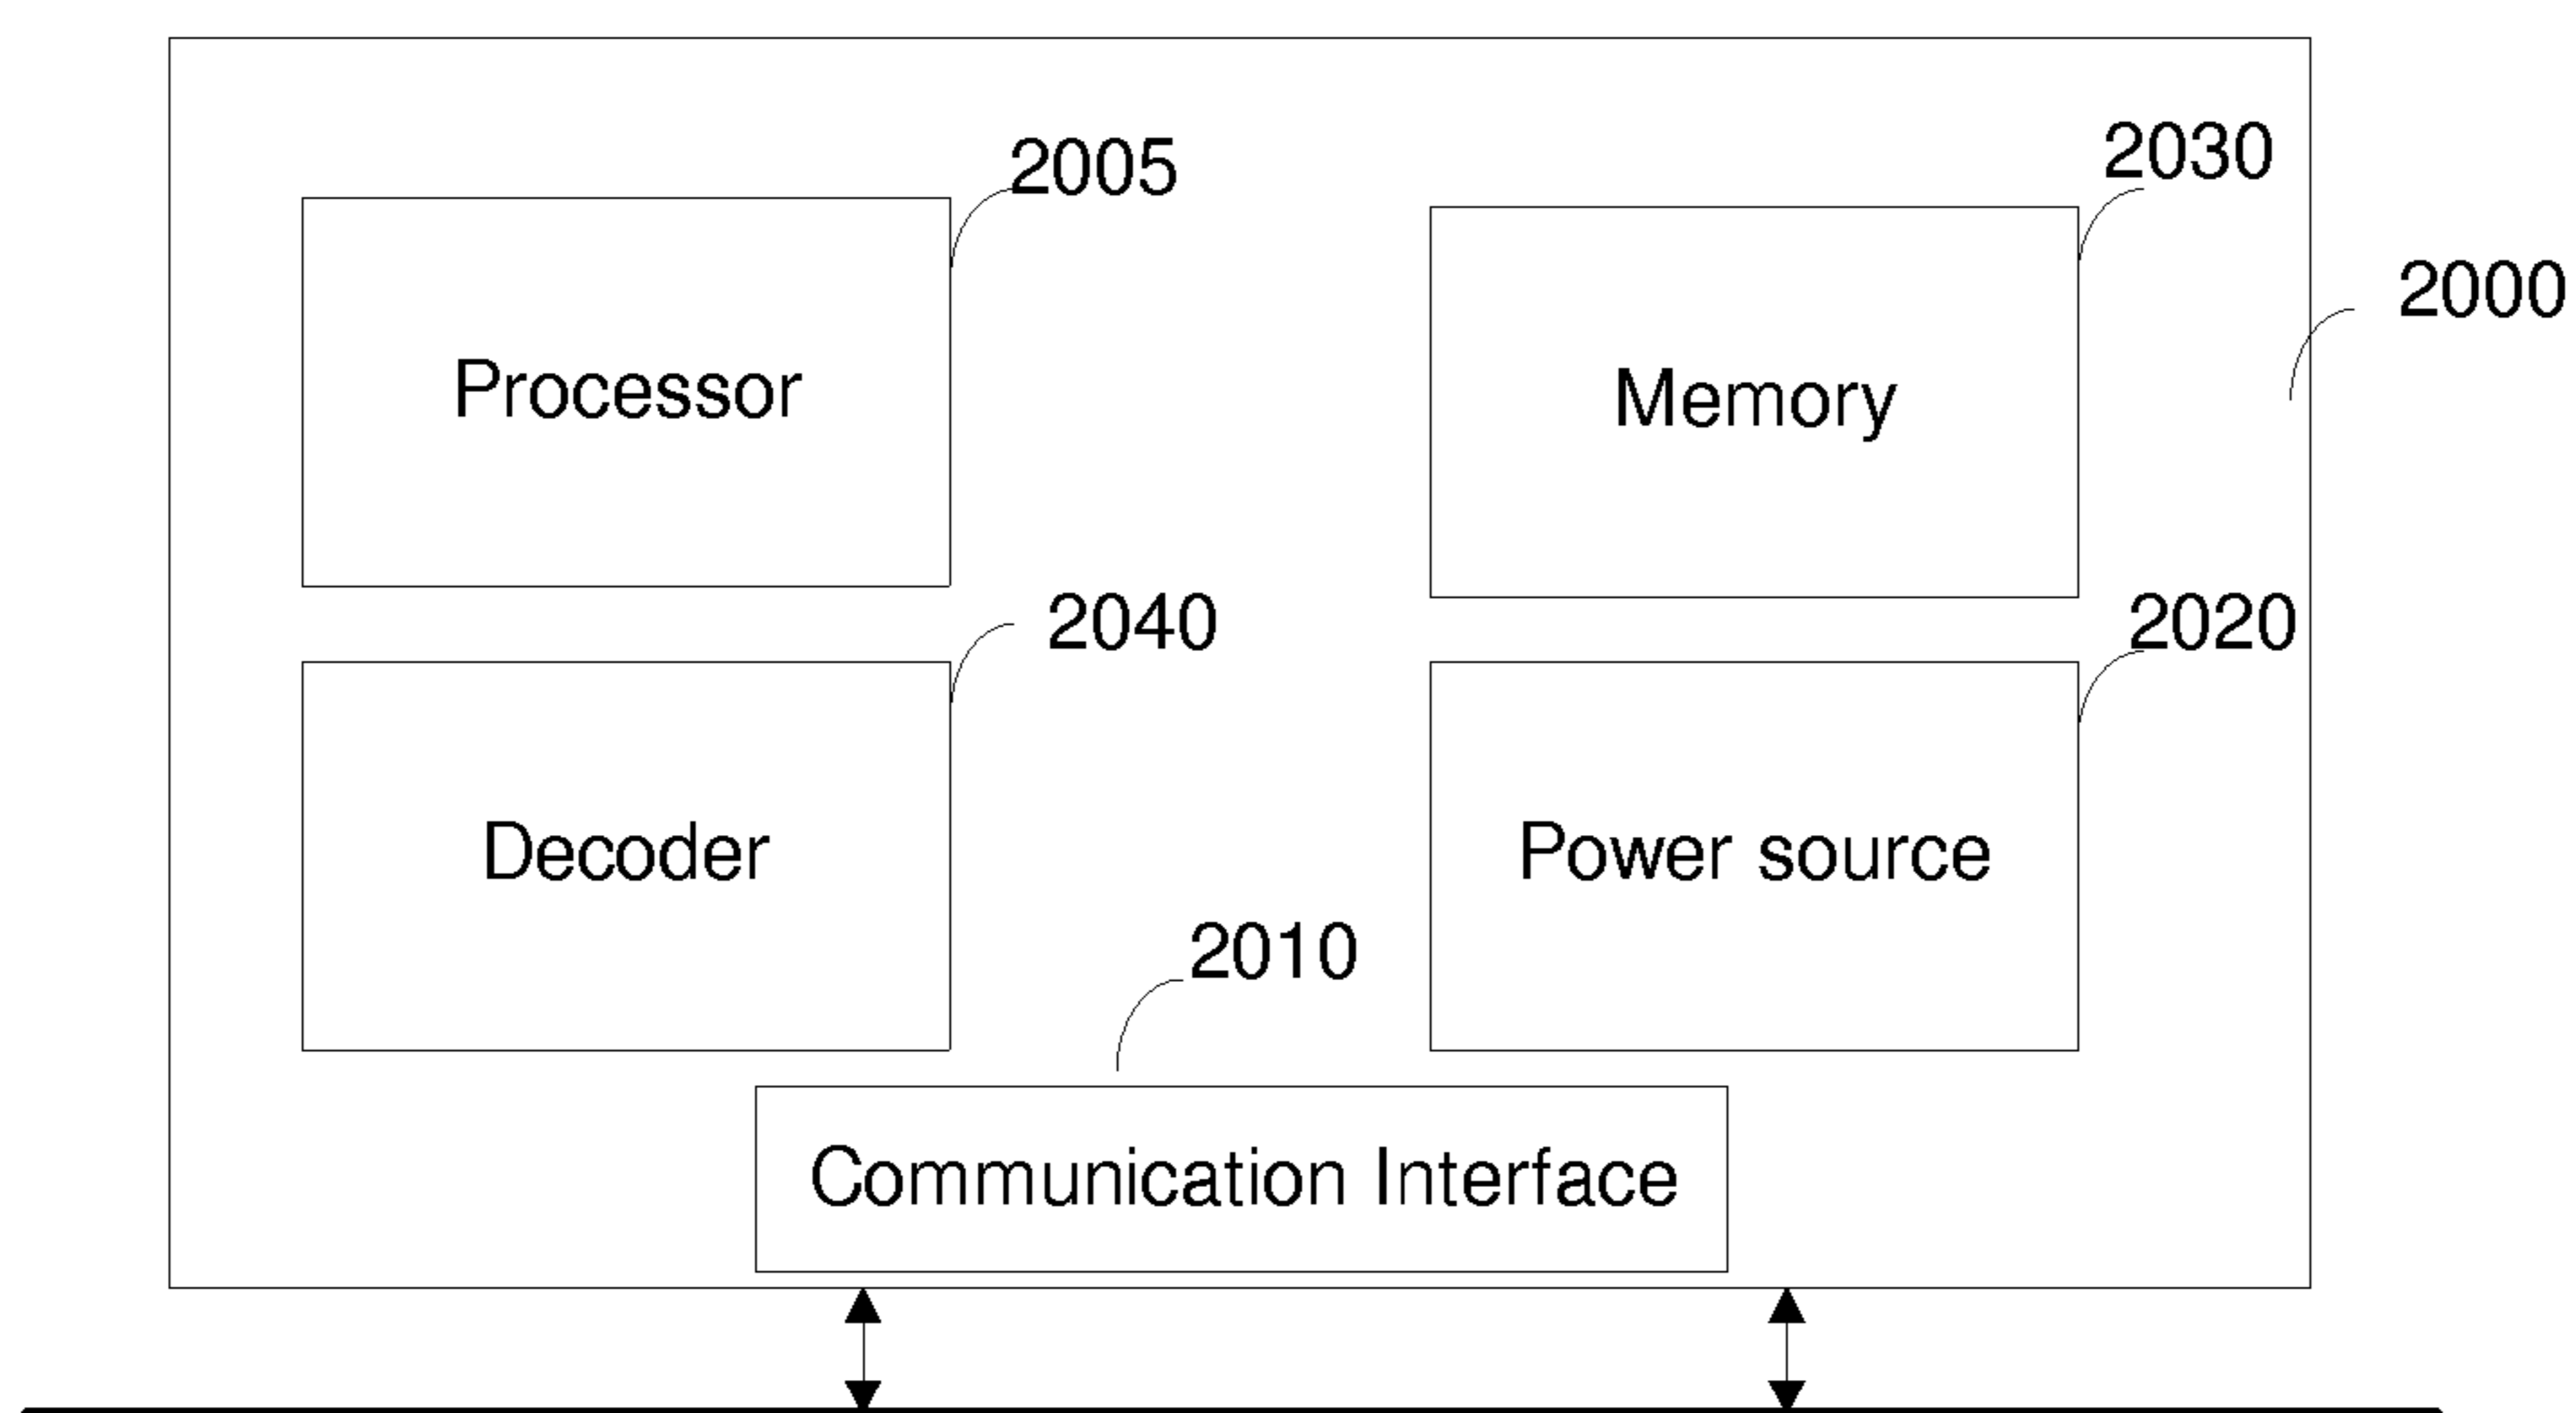 2005
2030
2000
Processor
Memory
2040
2020
Decoder
Power source
2010
Communication Interface